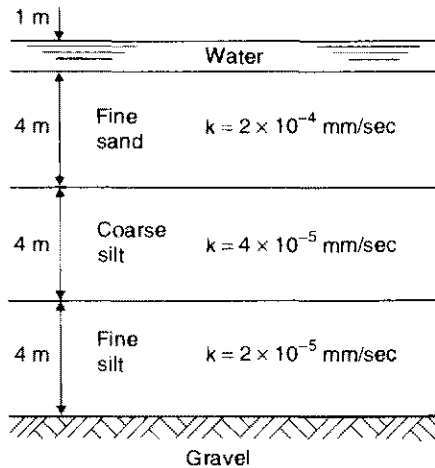 1 m
Water
4 m Fine sand k = 2 × 10⁻⁴ mm/sec
4 m Coarse silt k = 4 × 10⁻⁵ mm/sec
4 m Fine silt k = 2 × 10⁻⁵ mm/sec
Gravel